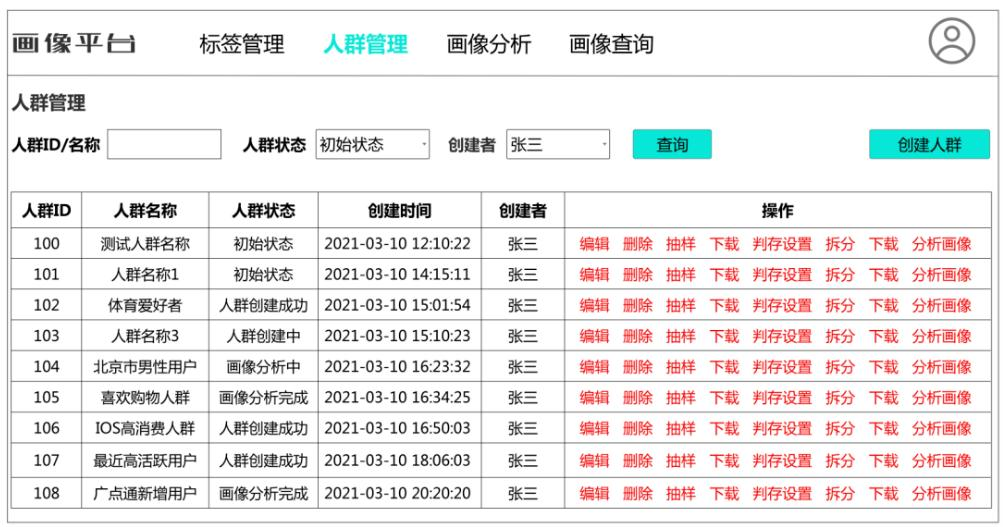 画像平台 标签管理 人群管理 画像分析 画像查询
人群管理
人群ID/名称 人群状态 初始状态 创建者 张三 查询 创建人群
人群ID 人群名称 人群状态 创建时间 创建者 操作
100 测试人群名称 初始状态 2021-03-10 12:10:22 张三 编辑 删除 抽样 下载 判存设置 拆分 下载 分析画像
101 人群名称1 初始状态 2021-03-10 14:15:11 张三 编辑 删除 抽样 下载 判存设置 拆分 下载 分析画像
102 体育爱好者 人群创建成功 2021-03-10 15:01:54 张三 编辑 删除 抽样 下载 判存设置 拆分 下载 分析画像
103 人群名称3 人群创建中 2021-03-10 15:10:23 张三 编辑 删除 抽样 下载 判存设置 拆分 下载 分析画像
104 北京市男性用户 画像分析中 2021-03-10 16:23:32 张三 编辑 删除 抽样 下载 判存设置 拆分 下载 分析画像
105 喜欢购物人群 画像分析完成 2021-03-10 16:34:25 张三 编辑 删除 抽样 下载 判存设置 拆分 下载 分析画像
106 IOS高消费人群 人群创建成功 2021-03-10 16:50:03 张三 编辑 删除 抽样 下载 判存设置 拆分 下载 分析画像
107 最近高活跃用户 人群创建成功 2021-03-10 18:06:03 张三 编辑 删除 抽样 下载 判存设置 拆分 下载 分析画像
108 广点通新增用户 画像分析完成 2021-03-10 20:20:20 张三 编辑 删除 抽样 下载 判存设置 拆分 下载 分析画像